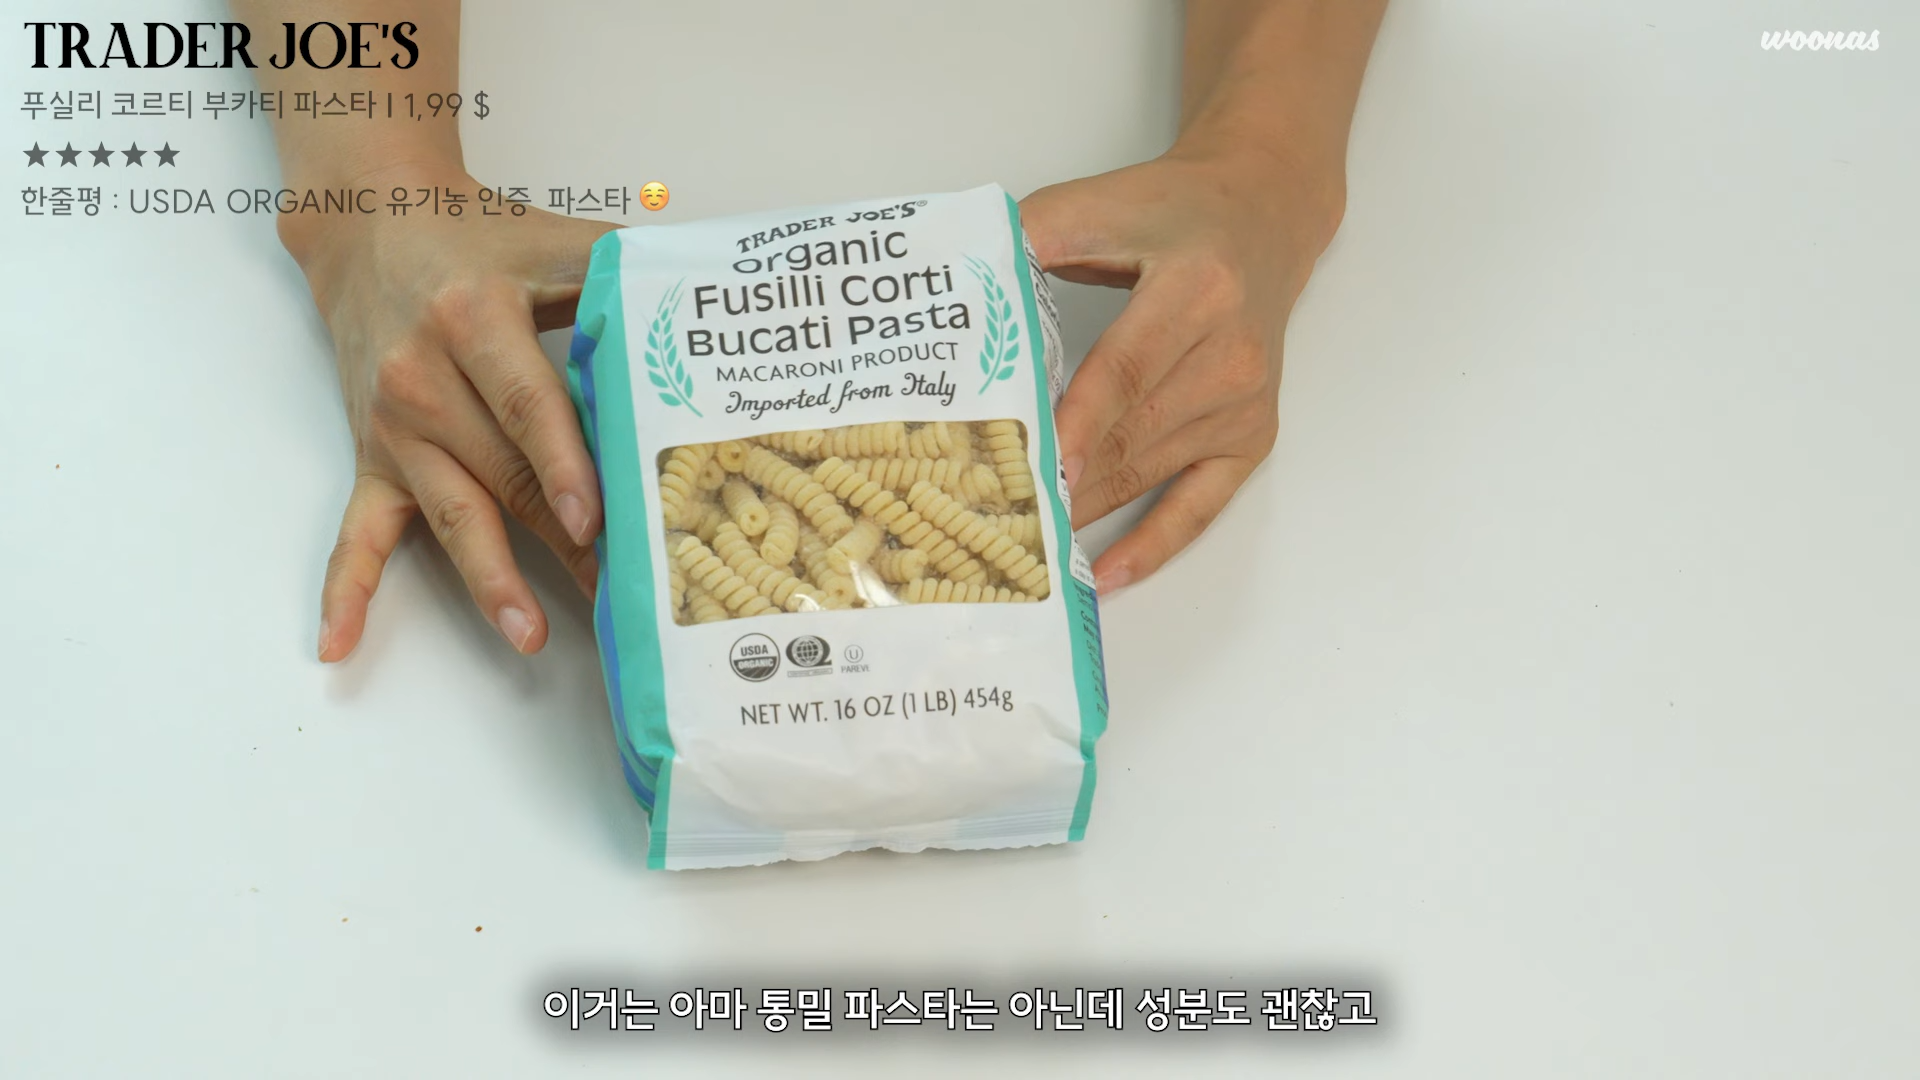 TRADER JOE'S
푸실리 코르티 부카티 파스타 I 1,99 $
★★★★★
한줄평 : USDA ORGANIC 유기농 인증 파스타 ☺️
woonas
TRADER JOE'S®
organic
Fusilli Corti
Bucati Pasta
MACARONI PRODUCT
Imported from Italy
USDA
ORGANIC
U
PAREVE
NET WT. 16 OZ (1 LB) 454g
이거는 아마 통밀 파스타는 아닌데 성분도 괜찮고